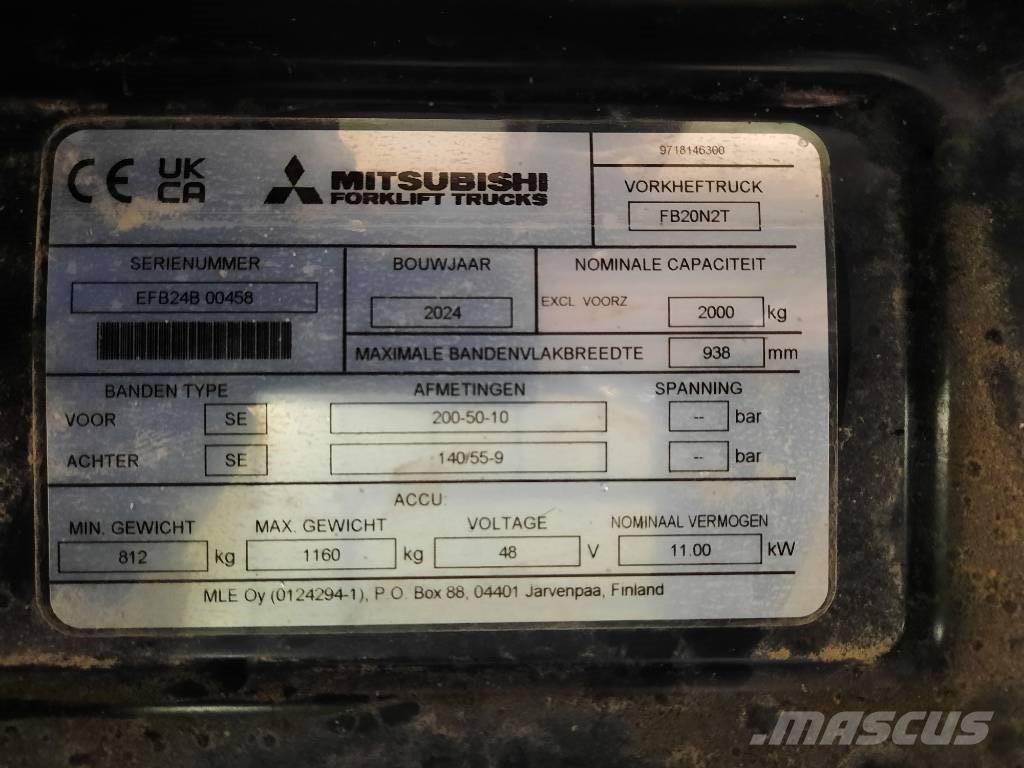 CE UK CA
MITSUBISHI
FORKLIFT TRUCKS
9718146300
VORKHEFTRUCK
FB20N2T
SERIENUMMER
EFB24B 00458
BOUWJAAR
2024
NOMINALE CAPACITEIT
EXCL VOORZ 2000 kg
MAXIMALE BANDENVLAKBREEDTE 938 mm
BANDEN TYPE AFMETINGEN SPANNING
VOOR SE 200-50-10 -- bar
ACHTER SE 140/55-9 -- bar
ACCU:
MIN. GEWICHT MAX. GEWICHT VOLTAGE NOMINAAL VERMOGEN
812 kg 1160 kg 48 V 11.00 kW
MLE Oy (0124294-1), P.O. Box 88, 04401 Jarvenpaa, Finland
MASCUS